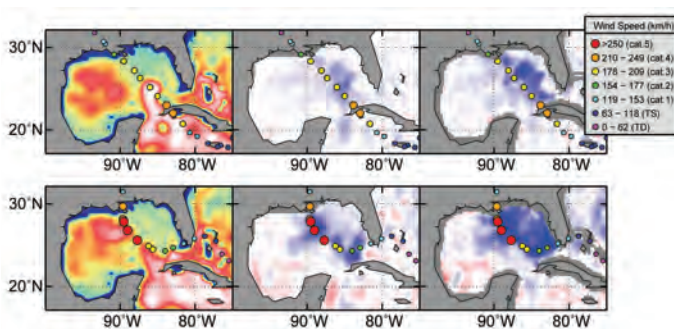 Wind Speed (km/h)
>250 (cat.5)
210 – 249 (cat.4)
178 – 209 (cat.3)
154 – 177 (cat.2)
119 – 153 (cat.1)
63 – 118 (TS)
0 – 62 (TD)
30°N
20°N
90°W 80°W 90°W 80°W 90°W 80°W
30°N
20°N
90°W 80°W 90°W 80°W 90°W 80°W